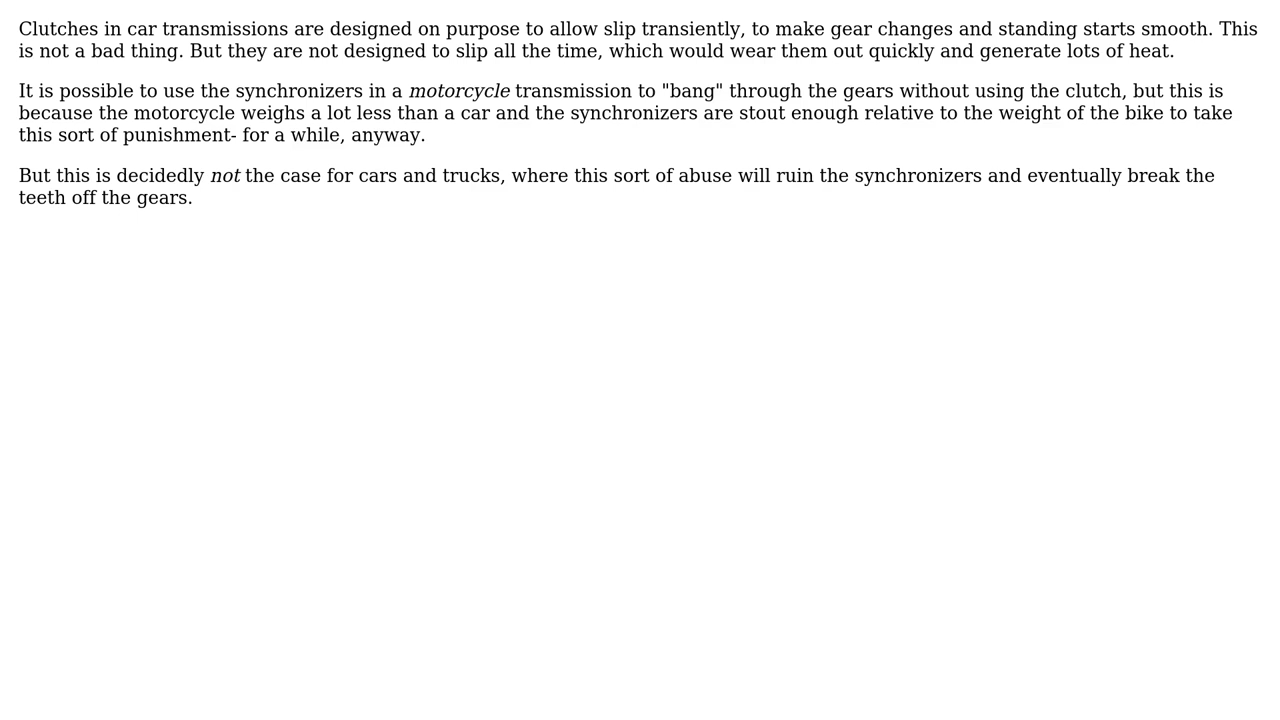 Clutches in car transmissions are designed on purpose to allow slip transiently, to make gear changes and standing starts smooth. This
is not a bad thing. But they are not designed to slip all the time, which would wear them out quickly and generate lots of heat.
It is possible to use the synchronizers in a motorcycle transmission to "bang" through the gears without using the clutch, but this is
because the motorcycle weighs a lot less than a car and the synchronizers are stout enough relative to the weight of the bike to take
this sort of punishment- for a while, anyway.
But this is decidedly not the case for cars and trucks, where this sort of abuse will ruin the synchronizers and eventually break the
teeth off the gears.